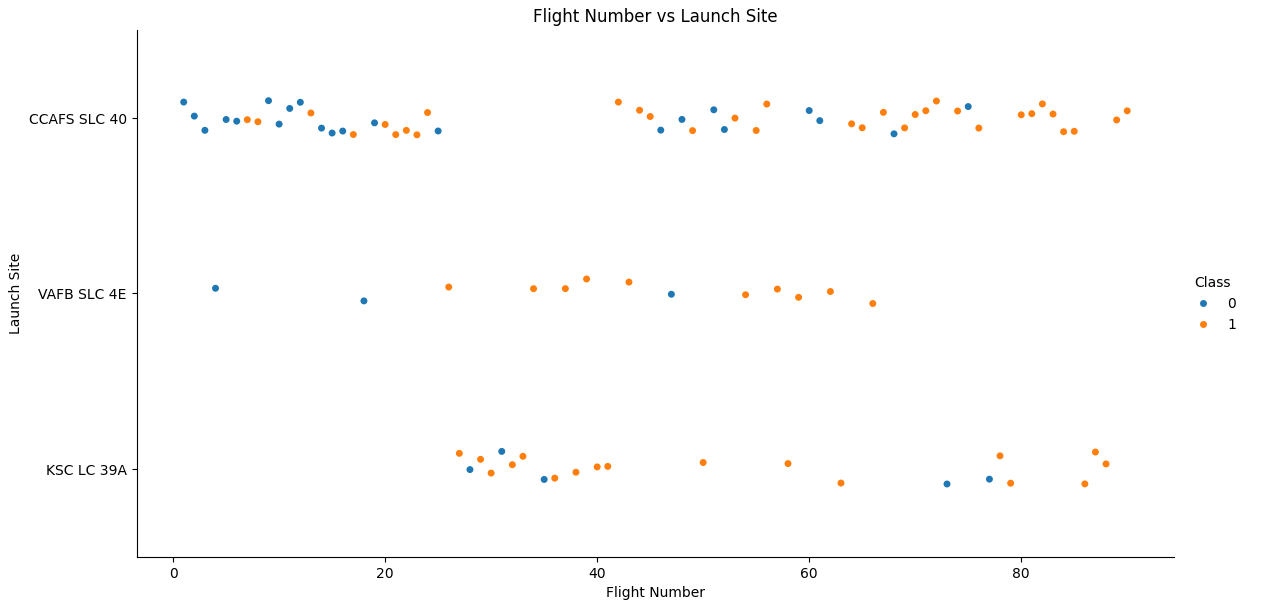 Flight Number vs Launch Site
CCAFS SLC 40
VAFB SLC 4E
KSC LC 39A
Launch Site
0 20 40 60 80
Flight Number
Class
0
1